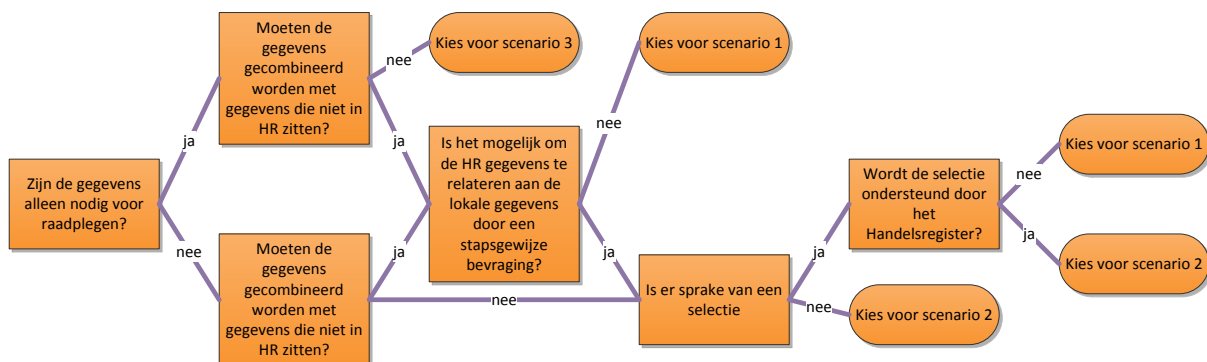 Zijn de gegevens
alleen nodig voor
raadplegen?
ja
nee
Moeten de
gegevens
gecombineerd
worden met
gegevens die niet in
HR zitten?
nee
ja
Kies voor scenario 3
Moeten de
gegevens
gecombineerd
worden met
gegevens die niet in
HR zitten?
ja
nee
Is het mogelijk om
de HR gegevens te
relateren aan de
lokale gegevens
door een
stapsgewijze
bevraging?
nee
ja
Kies voor scenario 1
Is er sprake van een
selectie
ja
nee
Kies voor scenario 2
Wordt de selectie
ondersteund door
het
Handelsregister?
nee
ja
Kies voor scenario 1
Kies voor scenario 2